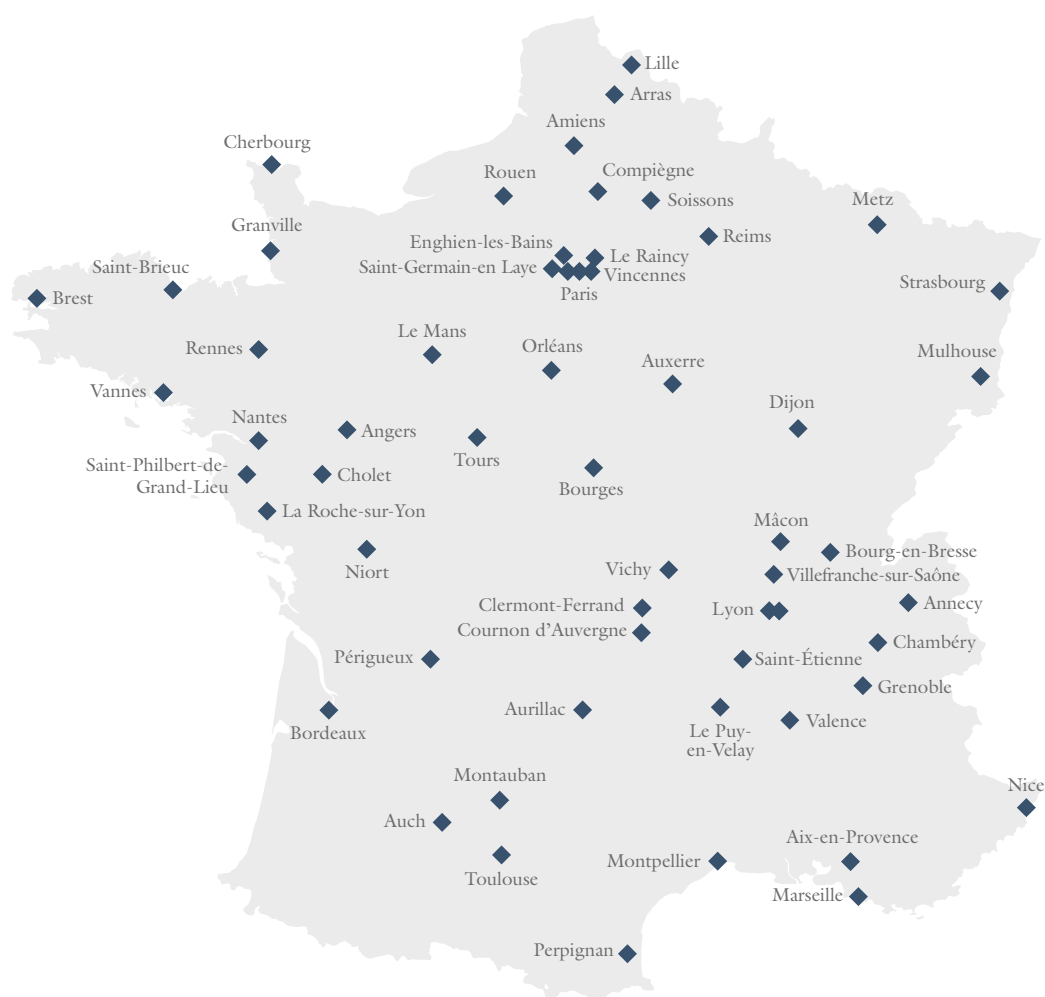 Lille
Arras
Amiens
Cherbourg
Rouen
Compiègne
Soissons
Metz
Granville
Reims
Enghien-les-Bains
Le Raincy
Saint-Germain-en Laye
Vincennes
Saint-Brieuc
Strasbourg
Brest
Paris
Le Mans
Rennes
Orléans
Auxerre
Mulhouse
Vannes
Dijon
Nantes
Angers
Tours
Saint-Philbert-de-
Grand-Lieu
Cholet
Bourges
La Roche-sur-Yon
Mâcon
Bourg-en-Bresse
Niort
Vichy
Villefranche-sur-Saône
Clermont-Ferrand
Lyon
Annecy
Cournon d’Auvergne
Chambéry
Périgueux
Saint-Étienne
Grenoble
Aurillac
Valence
Bordeaux
Le Puy-
en-Velay
Montauban
Nice
Auch
Aix-en-Provence
Montpellier
Toulouse
Marseille
Perpignan